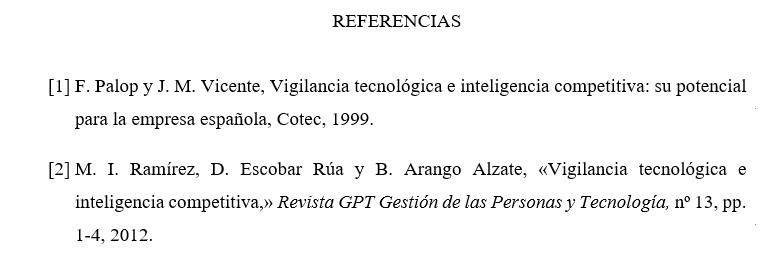 REFERENCIAS
[1] F. Palop y J. M. Vicente, Vigilancia tecnológica e inteligencia competitiva: su potencial
para la empresa española, Cotec, 1999.
[2] M. I. Ramírez, D. Escobar Rúa y B. Arango Alzate, «Vigilancia tecnológica e
inteligencia competitiva,» Revista GPT Gestión de las Personas y Tecnología, nº 13, pp.
1-4, 2012.